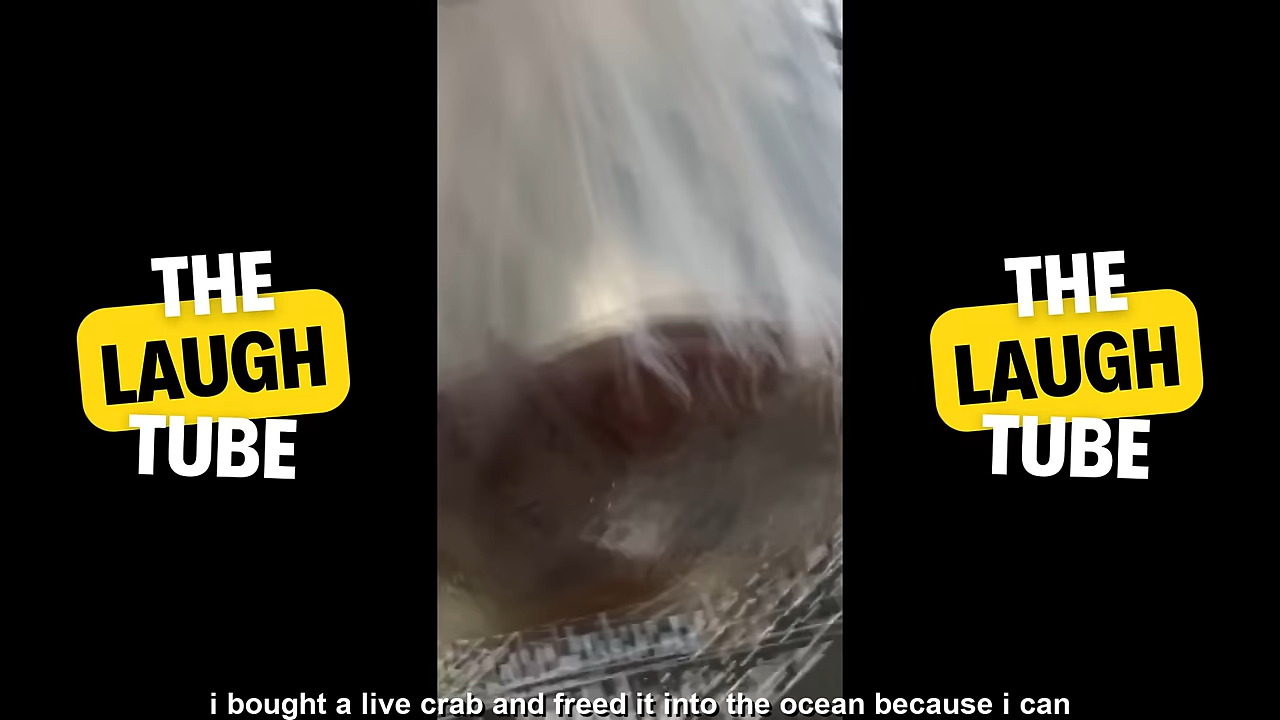 THE
LAUGH
TUBE
THE
LAUGH
TUBE
i bought a live crab and freed it into the ocean because i can